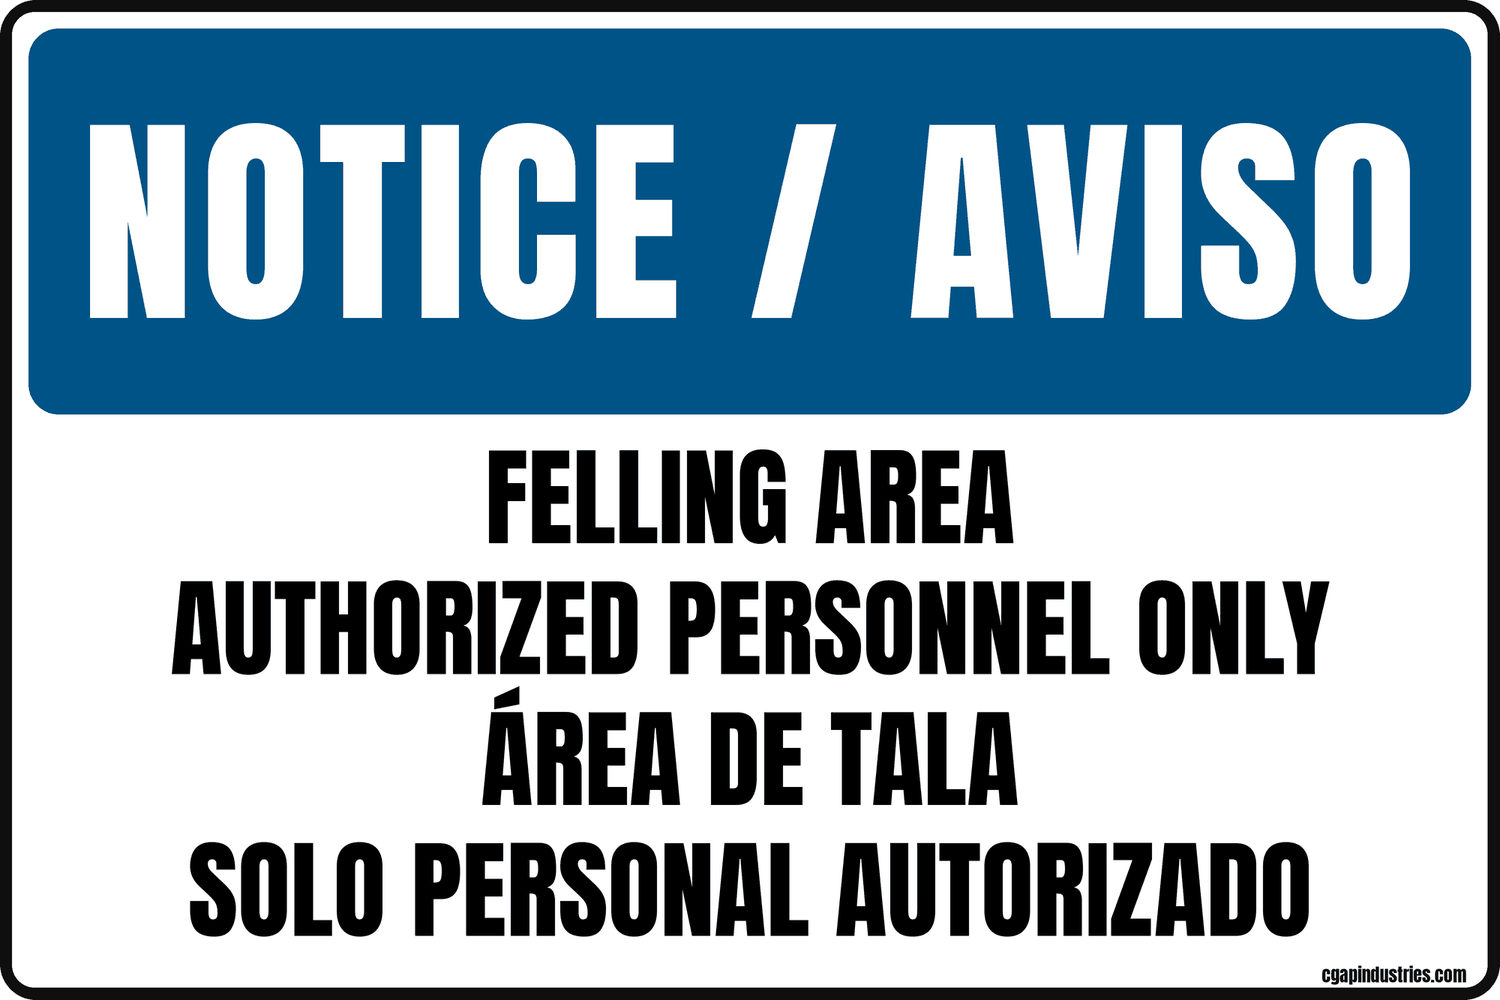 NOTICE / AVISO
FELLING AREA
AUTHORIZED PERSONNEL ONLY
ÁREA DE TALA
SOLO PERSONAL AUTORIZADO
cgapindustries.com